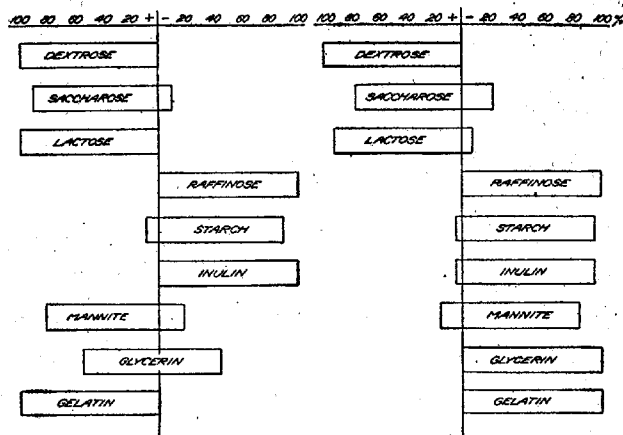 100 80 60 40 20 + - 20 40 60 80 100
DEXTROSE
SACCHAROSE
LACTOSE
RAFFINOSE
STARCH
INULIN
MANNITE
GLYCERIN
GELATIN
100 80 60 40 20 + - 20 40 60 80 100%
DEXTROSE
SACCHAROSE
LACTOSE
RAFFINOSE
STARCH
INULIN
MANNITE
GLYCERIN
GELATIN